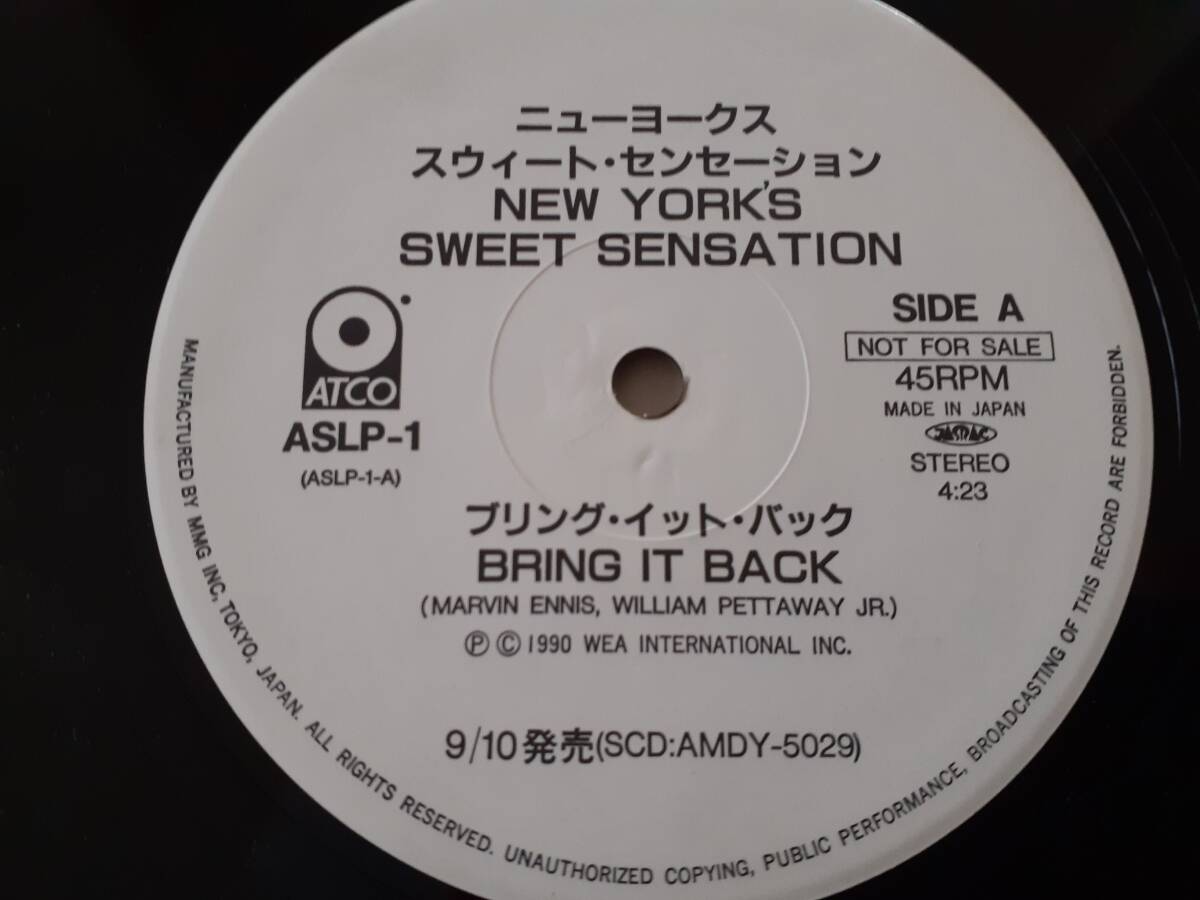 ニューヨークス
スウィート・センセーション
NEW YORK'S
SWEET SENSATION
ATCO
ASLP-1
(ASLP-1-A)
SIDE A
NOT FOR SALE
45RPM
MADE IN JAPAN
JASRAC
STEREO
4:23
ブリング・イット・バック
BRING IT BACK
(MARVIN ENNIS, WILLIAM PETTAWAY JR.)
Ⓟ Ⓒ 1990 WEA INTERNATIONAL INC.
9/10発売(SCD:AMDY-5029)
MANUFACTURED BY MMG INC, TOKYO, JAPAN. ALL RIGHTS RESERVED. UNAUTHORIZED COPYING, PUBLIC PERFORMANCE, BROADCASTING OF THIS RECORD ARE FORBIDDEN.